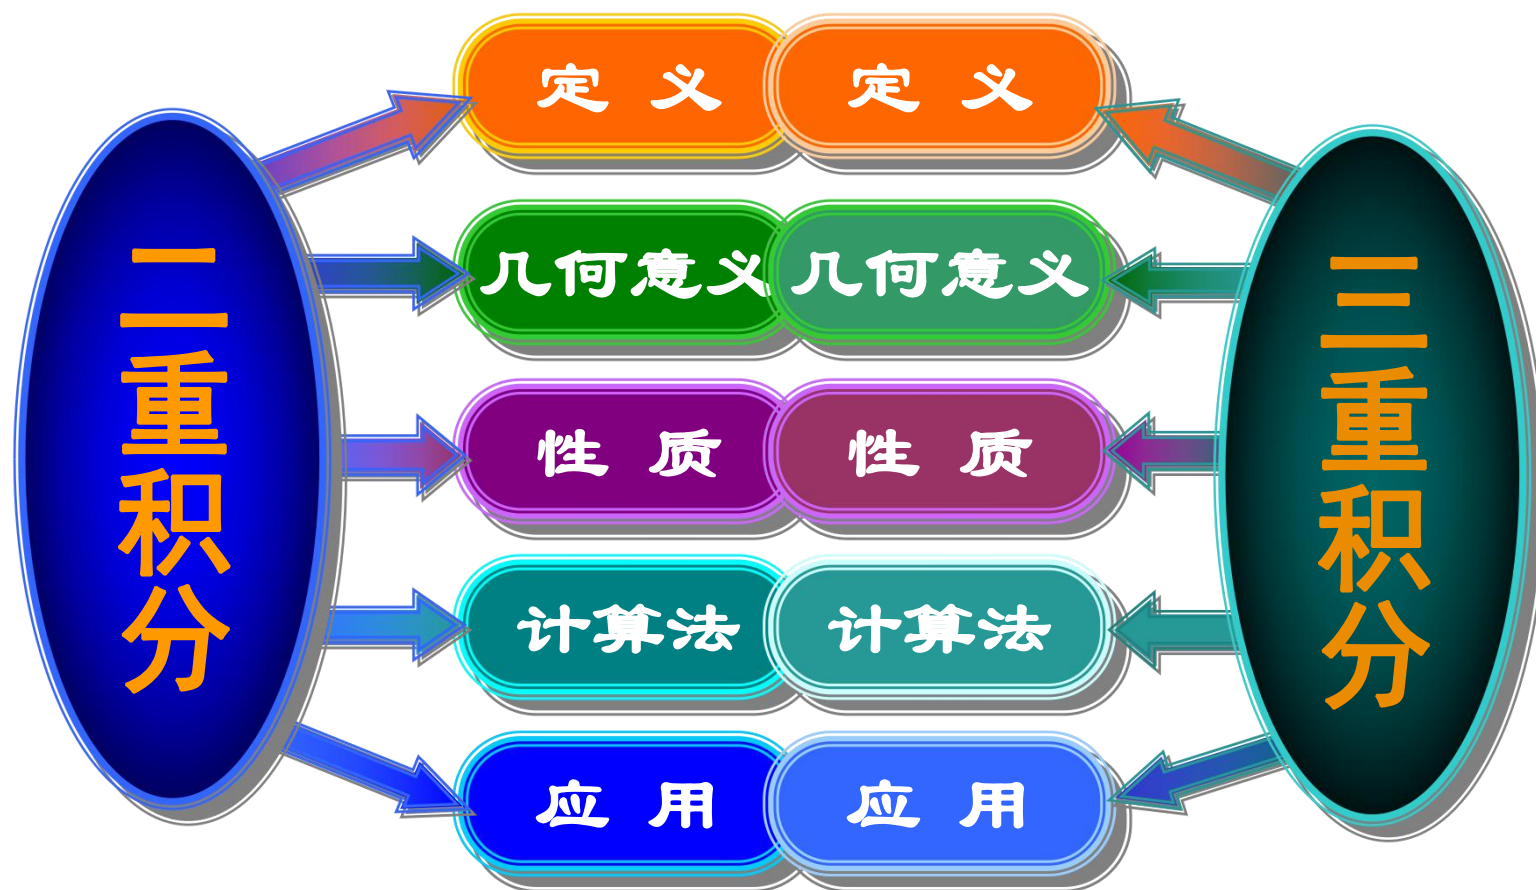 二重积分
定 义
定 义
几何意义
几何意义
性 质
性 质
计算法
计算法
应 用
应 用
三重积分